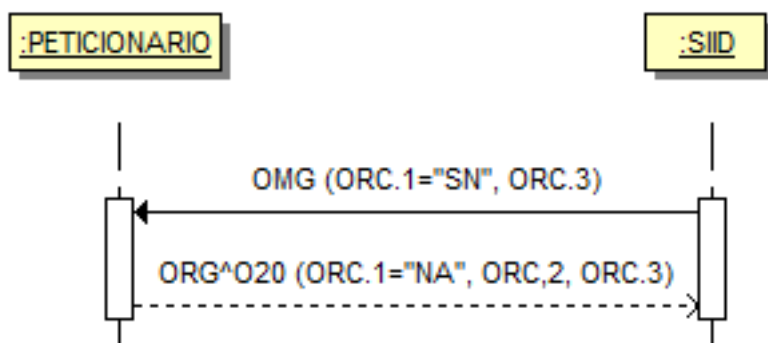 :PETICIONARIO
:SIID
OMG (ORC.1="SN", ORC.3)
ORG^O20 (ORC.1="NA", ORC,2, ORC.3)